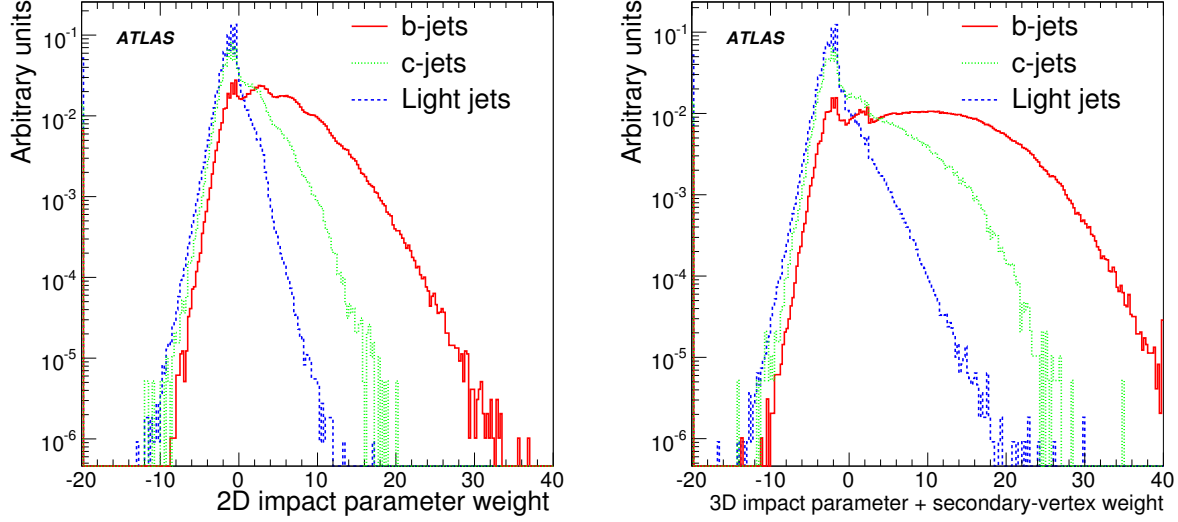 Arbitrary units
10^-1
10^-2
10^-3
10^-4
10^-5
10^-6
ATLAS
b-jets
c-jets
Light jets
-20 -10 0 10 20 30 40
2D impact parameter weight
Arbitrary units
10^-1
10^-2
10^-3
10^-4
10^-5
10^-6
ATLAS
b-jets
c-jets
Light jets
-20 -10 0 10 20 30 40
3D impact parameter + secondary-vertex weight